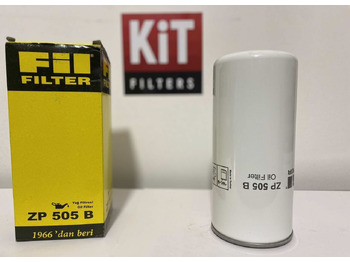 Fil
FILTER
Yağ Filtresi
Oil Filter
ZP 505 B
1966 'dan beri
KiT
FILTERS
ZP 505 B
Oil Filter